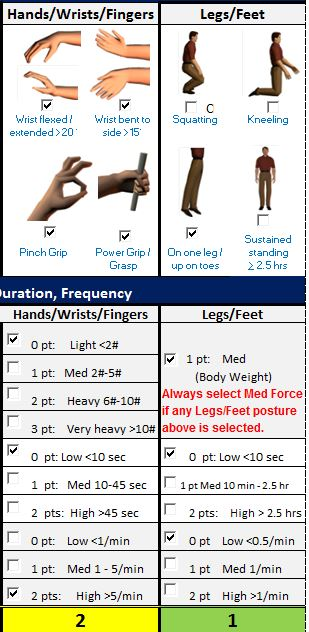 Hands/Wrists/Fingers
Legs/Feet
Wrist flexed / extended >20˚
Wrist bent to side >15˚
C
Squatting
Kneeling
Pinch Grip
Power Grip / Grasp
On one leg / up on toes
Sustained standing ≥ 2.5 hrs
Duration, Frequency
Hands/Wrists/Fingers
Legs/Feet
0 pt: Light <2#
1 pt: Med 2#-5#
2 pt: Heavy 6#-10#
3 pt: Very heavy >10#
1 pt: Med
(Body Weight)
Always select Med Force
if any Legs/Feet posture
above is selected.
0 pt: Low <10 sec
0 pt: Low <10 sec
1 pt: Med 10-45 sec
1 pt Med 10 min - 2.5 hr
2 pts: High >45 sec
2 pts: High > 2.5 hrs
0 pt: Low <1/min
0 pt Low <0.5/min
1 pt: Med 1 - 5/min
1 pt Med 1/min
2 pts: High >5/min
2 pt High >1/min
2
1